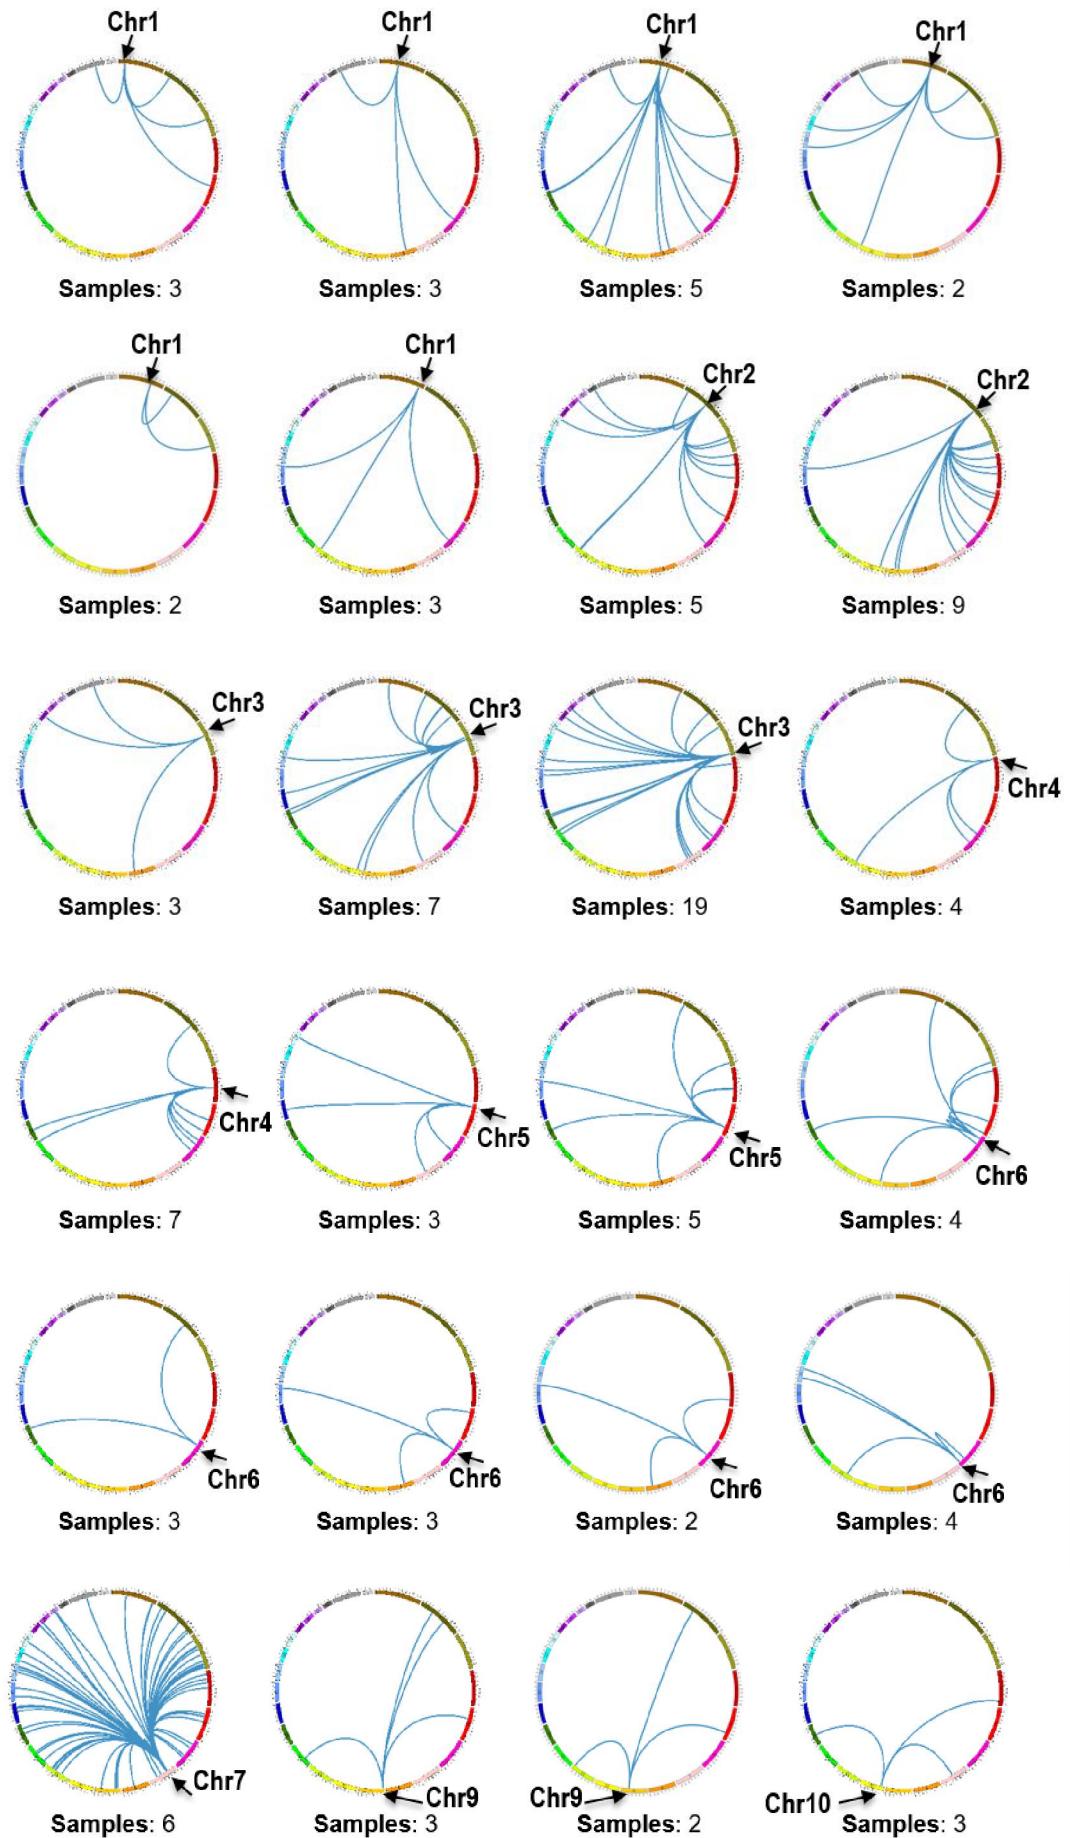 Chr1 Chr1 Chr1 Chr1
Samples: 3 Samples: 3 Samples: 5 Samples: 2
Chr1 Chr1 Chr2 Chr2
Samples: 2 Samples: 3 Samples: 5 Samples: 9
Chr3 Chr3 Chr3 Chr4
Samples: 3 Samples: 7 Samples: 19 Samples: 4
Chr4 Chr5 Chr5 Chr6
Samples: 7 Samples: 3 Samples: 5 Samples: 4
Chr6 Chr6 Chr6 Chr6
Samples: 3 Samples: 3 Samples: 2 Samples: 4
Chr7 Chr9 Chr9 Chr10
Samples: 6 Samples: 3 Samples: 2 Samples: 3